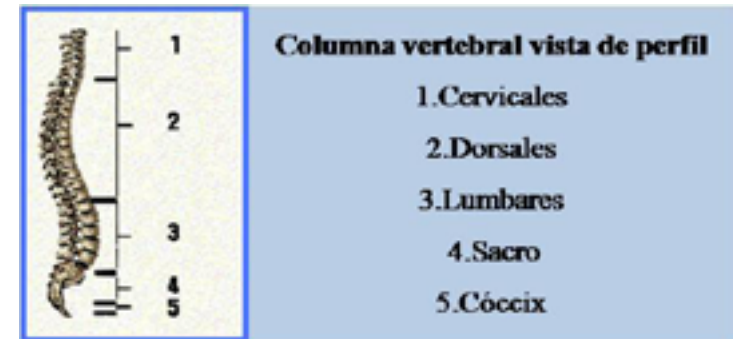 1
2
3
4
5
Columna vertebral vista de perfil
1.Cervicales
2.Dorsales
3.Lumbares
4.Sacro
5.Cóccix